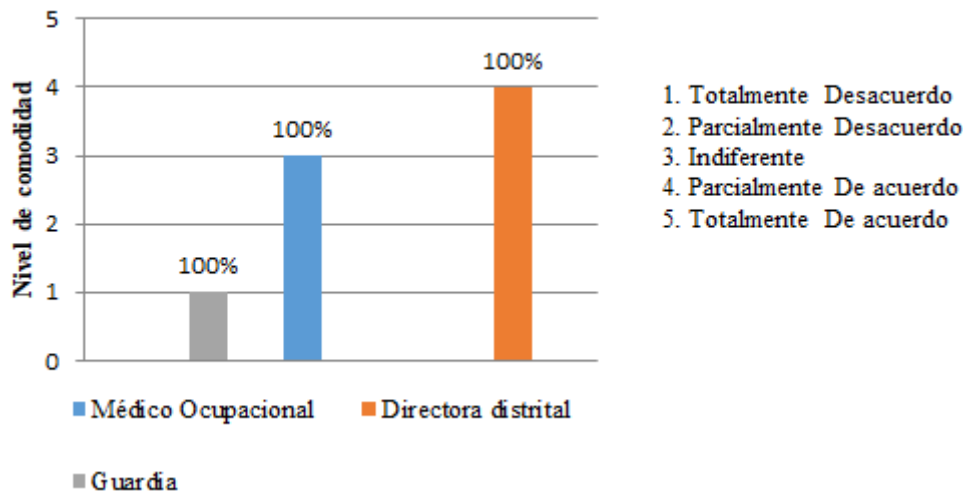 5
4
3
2
1
0
Nivel de comodidad
100%
100%
100%
1. Totalmente Desacuerdo
2. Parcialmente Desacuerdo
3. Indiferente
4. Parcialmente De acuerdo
5. Totalmente De acuerdo
Médico Ocupacional
Directora distrital
Guardia